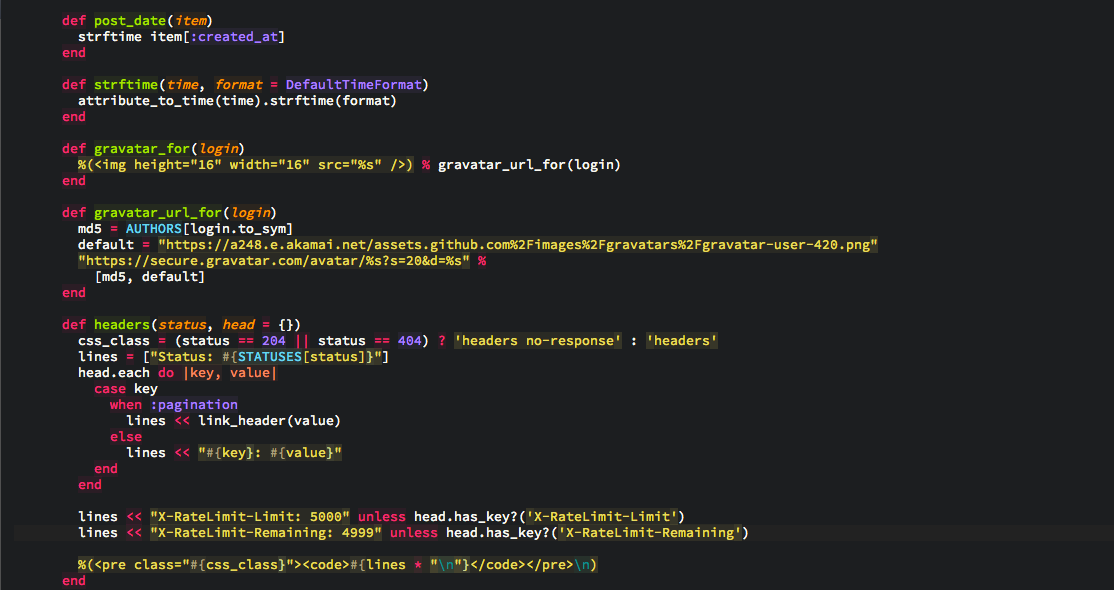 def post_date(item)
  strftime item[:created_at]
end

def strftime(time, format = DefaultTimeFormat)
  attribute_to_time(time).strftime(format)
end

def gravatar_for(login)
  %(<img height="16" width="16" src="%s" />) % gravatar_url_for(login)
end

def gravatar_url_for(login)
  md5 = AUTHORS[login.to_sym]
  default = "https://a248.e.akamai.net/assets.github.com%2Fimages%2Fgravatars%2Fgravatar-user-420.png"
  "https://secure.gravatar.com/avatar/%s?s=20&d=%s" %
    [md5, default]
end

def headers(status, head = {})
  css_class = (status == 204 || status == 404) ? 'headers no-response' : 'headers'
  lines = ["Status: #{STATUSES[status]}"]
  head.each do |key, value|
    case key
      when :pagination
        lines << link_header(value)
      else
        lines << "#{key}: #{value}"
    end
  end

  lines << "X-RateLimit-Limit: 5000" unless head.has_key?('X-RateLimit-Limit')
  lines << "X-RateLimit-Remaining: 4999" unless head.has_key?('X-RateLimit-Remaining')

  %(<pre class="#{css_class}"><code>#{lines * "\n"}</code></pre>\n)
end